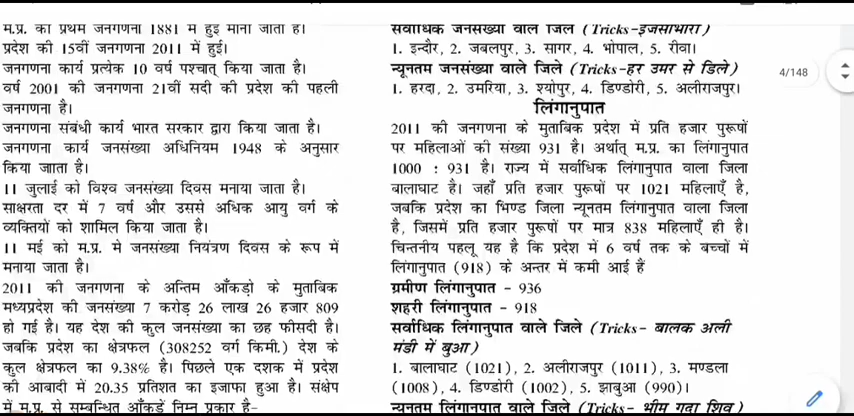 म.प्र. की प्रथम जनगणना 1881 में हुई मानी जाती है।
प्रदेश की 15वीं जनगणना 2011 में हुई।
जनगणना कार्य प्रत्येक 10 वर्ष पश्चात् किया जाता है।
वर्ष 2001 की जनगणना 21वीं सदी की प्रदेश की पहली
जनगणना है।
जनगणना संबंधी कार्य भारत सरकार द्वारा किया जाता है।
जनगणना कार्य जनसंख्या अधिनियम 1948 के अनुसार
किया जााता है।
11 जुलाई को विश्व जनसंख्या दिवस मनाया जाता है।
साक्षरता दर में 7 वर्ष और उससे अधिक आयु वर्ग के
व्यक्तियों को शामिल किया जाता है।
11 मई को म.प्र. मे जनसंख्या नियंत्रण दिवस के रूप में
मनाया जाता है।
2011 की जनगणना के अन्तिम आँकड़ो के मुताबिक
मध्यप्रदेश की जनसंख्या 7 करोड़ 26 लाख 26 हजार 809
हो गई है। यह देश की कुल जनसंख्या का छह फीसदी है।
जबकि प्रदेश का क्षेत्रफल (308252 वर्ग किमी.) देश के
कुल क्षेत्रफल का 9.38% है। पिछले एक दशक में प्रदेश
की आबादी में 20.35 प्रतिशत का इजाफा हुआ है। संक्षेप
में म.प्र. से सम्बन्धित आँकड़ें निम्न प्रकार है-
सर्वाधिक जनसंख्या वाले जिले (Tricks-इंजसाभोरी)
1. इन्दौर, 2. जबलपुर, 3. सागर, 4. भोपाल, 5. रीवा।
न्यूनतम जनसंख्या वाले जिले (Tricks-हर उमर से डिले)
1. हरदा, 2. उमरिया, 3. श्योपुर, 4. डिण्डोरी, 5. अलीराजपुर।
लिंगानुपात
2011 की जनगणना के मुताबिक प्रदेश में प्रति हजार पुरूषों
पर महिलाओं की संख्या 931 है। अर्थात् म.प्र. का लिंगानुपात
1000 : 931 है। राज्य में सर्वाधिक लिंगानुपात वाला जिला
बालाघाट है। जहाँ प्रति हजार पुरूषों पर 1021 महिलाएँ है,
जबकि प्रदेश का भिण्ड जिला न्यूनतम लिंगानुपात वाला जिला
है, जिसमें प्रति हजार पुरूषों पर मात्र 838 महिलाएँ ही है।
चिन्तनीय पहलू यह है कि प्रदेश में 6 वर्ष तक के बच्चों में
लिंगानुपात (918) के अन्तर में कमी आई हैं
ग्रमीण लिंगानुपात - 936
शहरी लिंगानुपात - 918
सर्वाधिक लिंगानुपात वाले जिले (Tricks- बालक अली
मंडी में बुआ)
1. बालाघाट (1021), 2. अलीराजपुर (1011), 3. मण्डला
(1008), 4. डिण्डोरी (1002), 5. झाबुआ (990)।
न्यूनतम लिंगानुपात वाले जिले (Tricks- भीम गदा शिव)
4/148